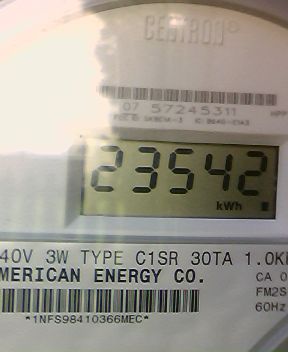 CENTRON®
07 57245311
23542
kWh
40V 3W TYPE C1SR 30TA 1.0K
MERICAN ENERGY CO.
CA 0
FM2S
60Hz
*1NFS98410366MEC*